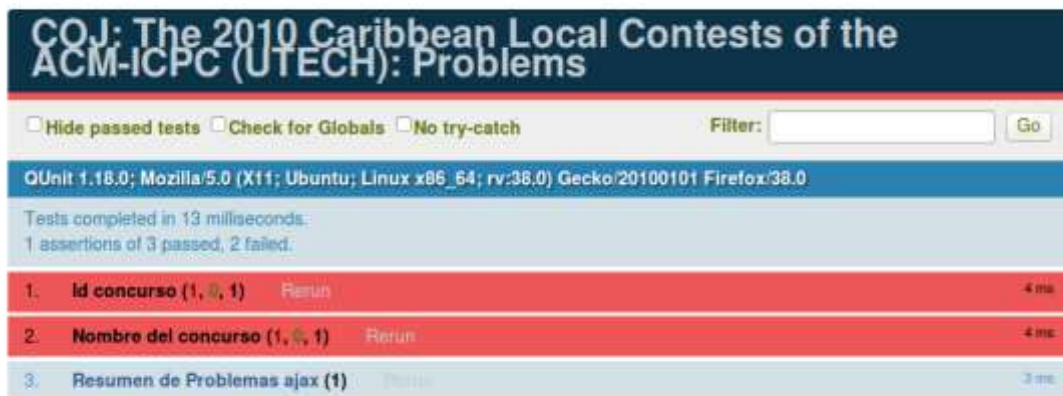 COJ: The 2010 Caribbean Local Contests of the
ACM-ICPC (UTECH): Problems
Hide passed tests Check for Globals No try-catch Filter: Go
QUnit 1.18.0; Mozilla/5.0 (X11; Ubuntu; Linux x86_64; rv:38.0) Gecko/20100101 Firefox/38.0
Tests completed in 13 milliseconds.
1 assertions of 3 passed, 2 failed.
1. Id concurso (1, 0, 1) Rerun 4 ms
2. Nombre del concurso (1, 0, 1) Rerun 4 ms
3. Resumen de Problemas ajax (1) Rerun 3 ms